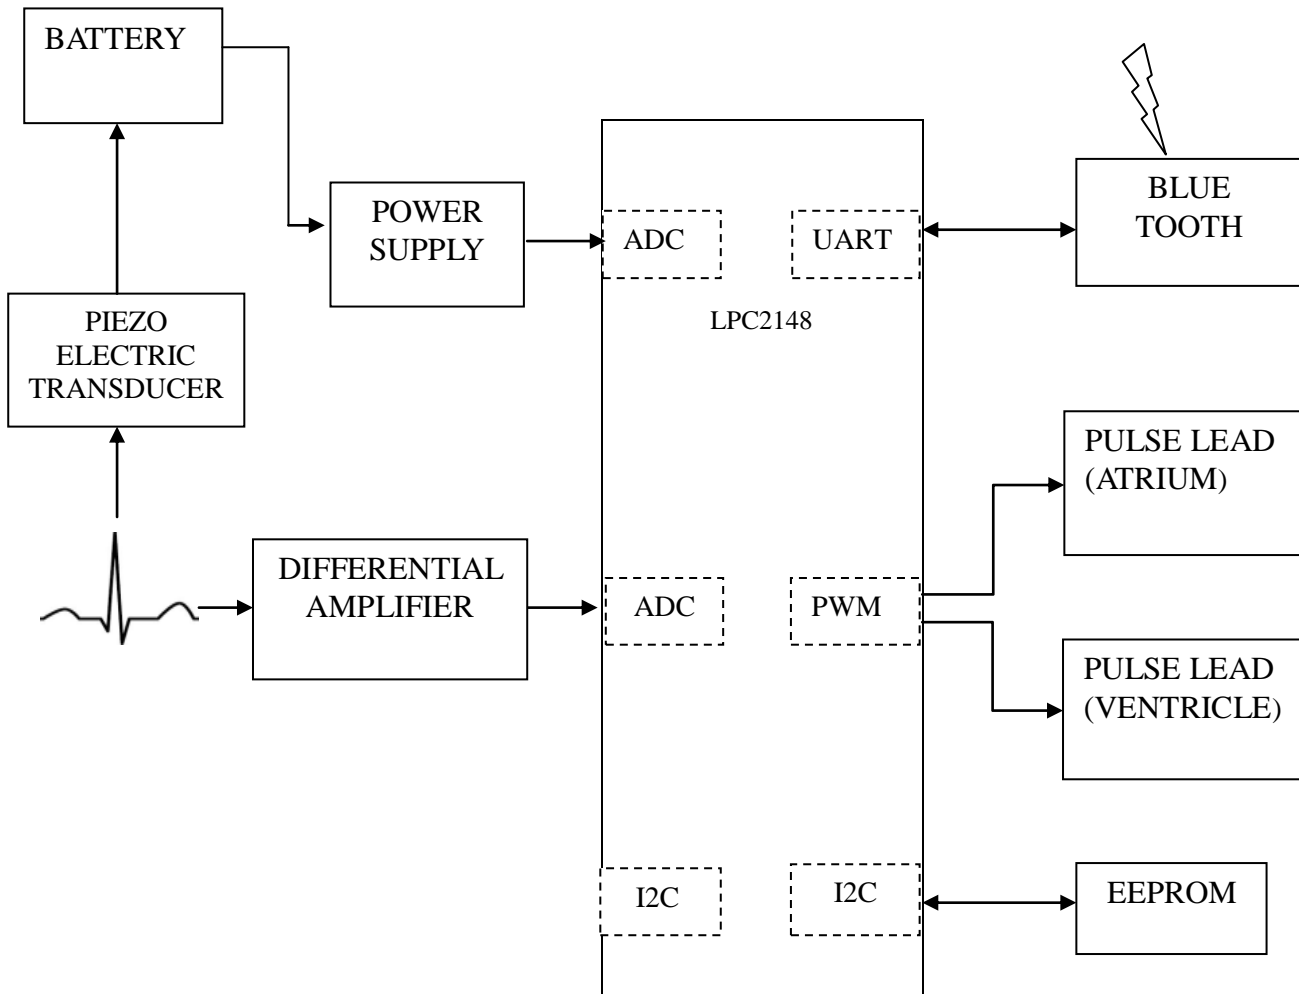 BATTERY
POWER
SUPPLY
ADC
UART
BLUE
TOOTH
LPC2148
PIEZO
ELECTRIC
TRANSDUCER
PULSE LEAD
(ATRIUM)
DIFFERENTIAL
AMPLIFIER
ADC
PWM
PULSE LEAD
(VENTRICLE)
I2C
I2C
EEPROM